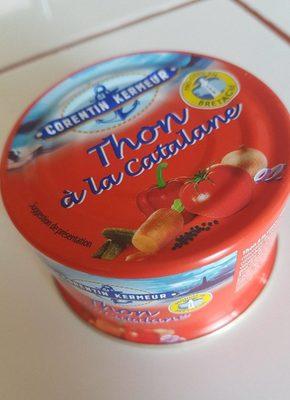 CORENTIN KERMEUR
BRETAGNE
Thon
à la Catalane
suggestion de présentation
CORENTIN KERMEUR
Thon